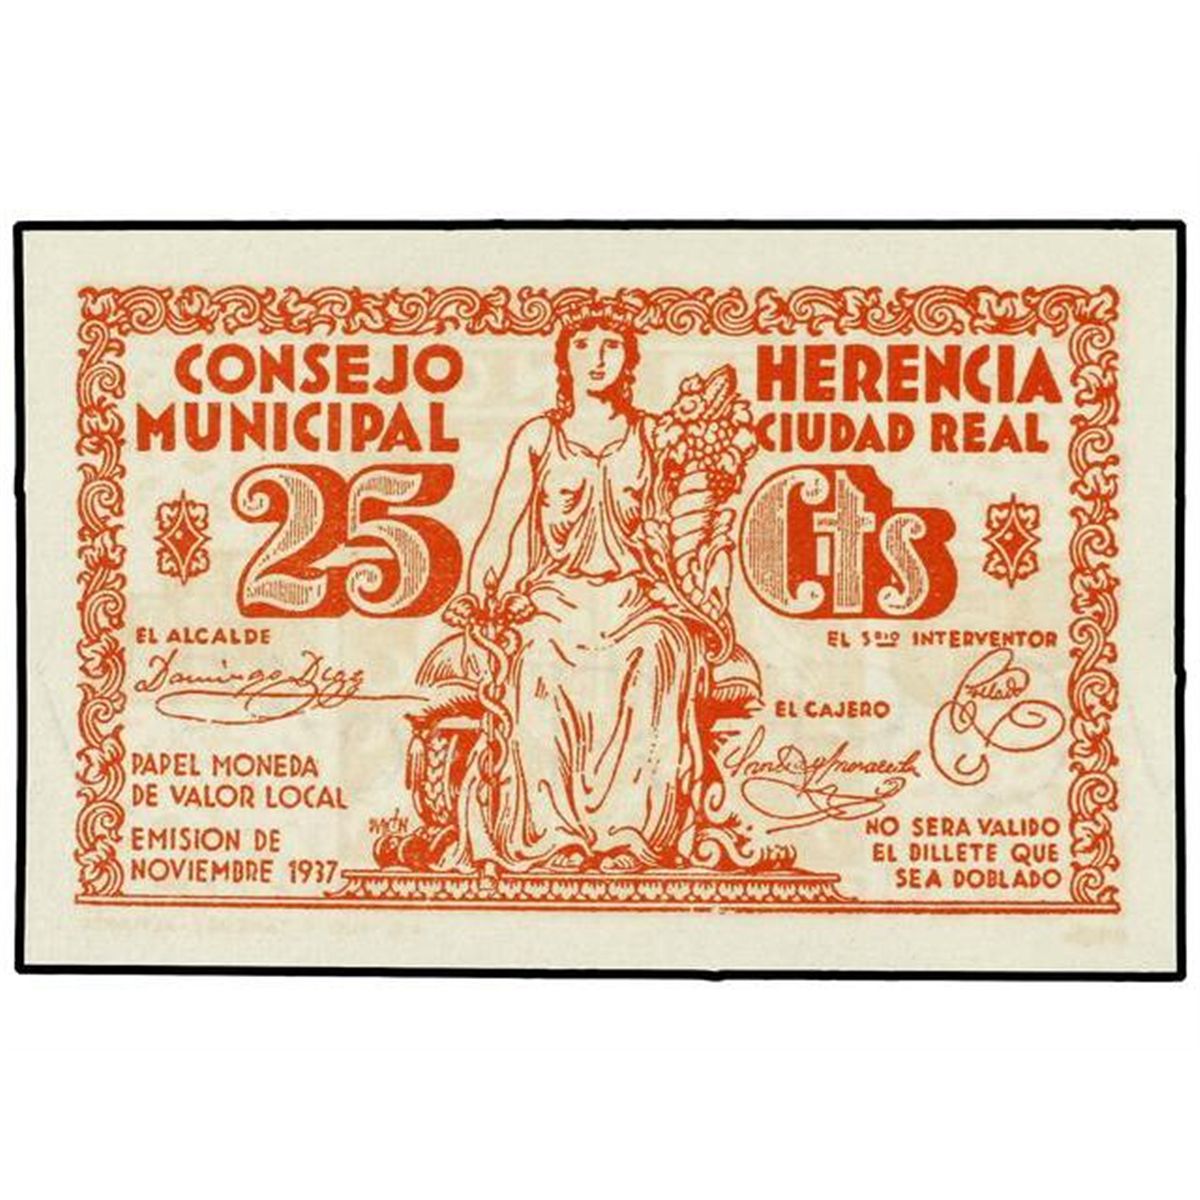 CONSEJO
MUNICIPAL
HERENCIA
CIUDAD REAL
25 Cts
EL ALCALDE
EL SRIO INTERVENTOR
EL CAJERO
PAPEL MONEDA
DE VALOR LOCAL
EMISION DE
NOVIEMBRE 1937
NO SERA VALIDO
EL BILLETE QUE
SEA DOBLADO